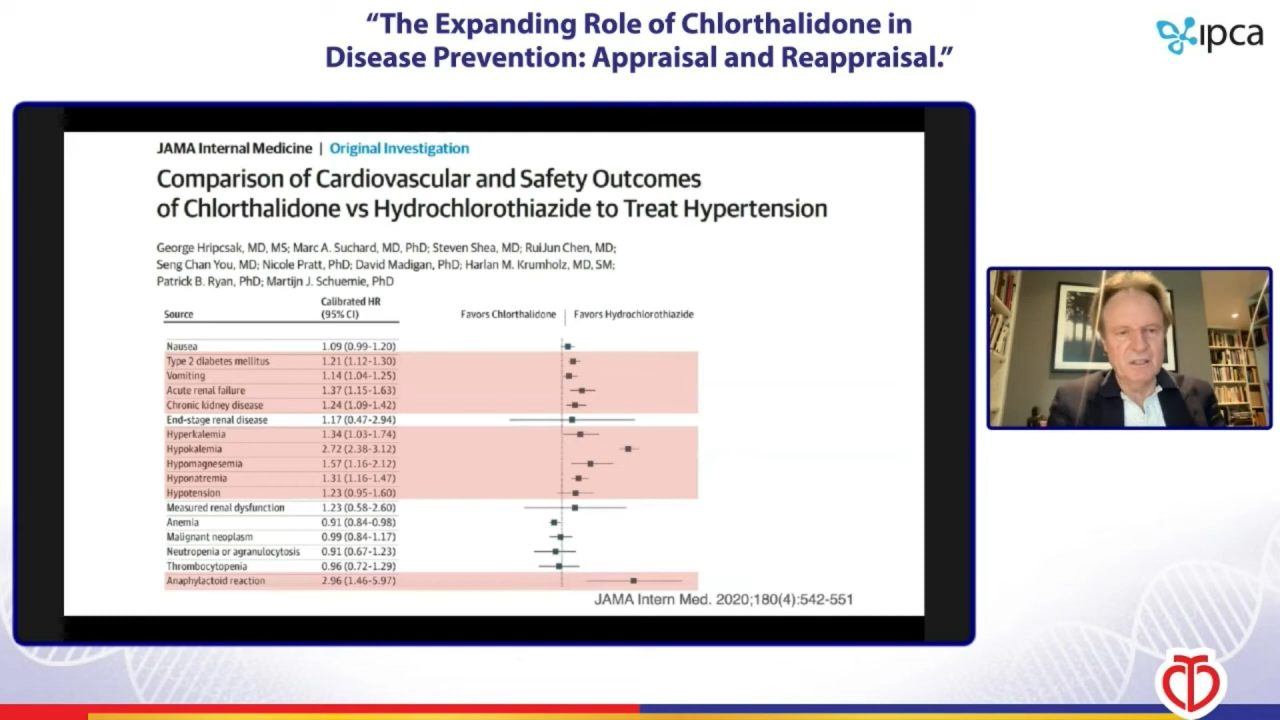 “The Expanding Role of Chlorthalidone in
Disease Prevention: Appraisal and Reappraisal.”
ipca
JAMA Internal Medicine | Original Investigation
Comparison of Cardiovascular and Safety Outcomes
of Chlorthalidone vs Hydrochlorothiazide to Treat Hypertension
George Hripcsak, MD, MS; Marc A. Suchard, MD, PhD; Steven Shea, MD; RuiJun Chen, MD;
Seng Chan You, MD; Nicole Pratt, PhD; David Madigan, PhD; Harlan M. Krumholz, MD, SM;
Patrick B. Ryan, PhD; Martijn J. Schuemie, PhD
Source Calibrated HR (95% CI) Favors Chlorthalidone Favors Hydrochlorothiazide
Nausea 1.09 (0.99-1.20)
Type 2 diabetes mellitus 1.21 (1.12-1.30)
Vomiting 1.14 (1.04-1.25)
Acute renal failure 1.37 (1.15-1.63)
Chronic kidney disease 1.24 (1.09-1.42)
End-stage renal disease 1.17 (0.47-2.94)
Hyperkalemia 1.34 (1.03-1.74)
Hypokalemia 2.72 (2.38-3.12)
Hypomagnesemia 1.57 (1.16-2.12)
Hyponatremia 1.31 (1.16-1.47)
Hypotension 1.23 (0.95-1.60)
Measured renal dysfunction 1.23 (0.58-2.60)
Anemia 0.91 (0.84-0.98)
Malignant neoplasm 0.99 (0.84-1.17)
Neutropenia or agranulocytosis 0.91 (0.67-1.23)
Thrombocytopenia 0.96 (0.72-1.29)
Anaphylactoid reaction 2.96 (1.46-5.97)
JAMA Intern Med. 2020;180(4):542-551